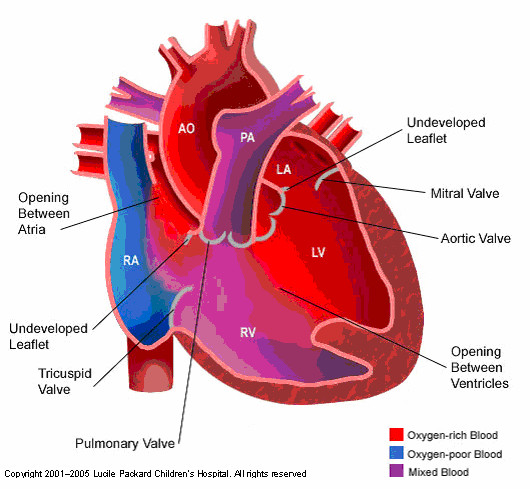 AO
PA
Undeveloped
Leaflet
LA
Mitral Valve
Opening
Between
Atria
Aortic Valve
RA
LV
Undeveloped
Leaflet
RV
Tricuspid
Valve
Opening
Between
Ventricles
Pulmonary Valve
Oxygen-rich Blood
Oxygen-poor Blood
Mixed Blood
Copyright 2001-2005 Lucile Packard Children's Hospital. All rights reserved